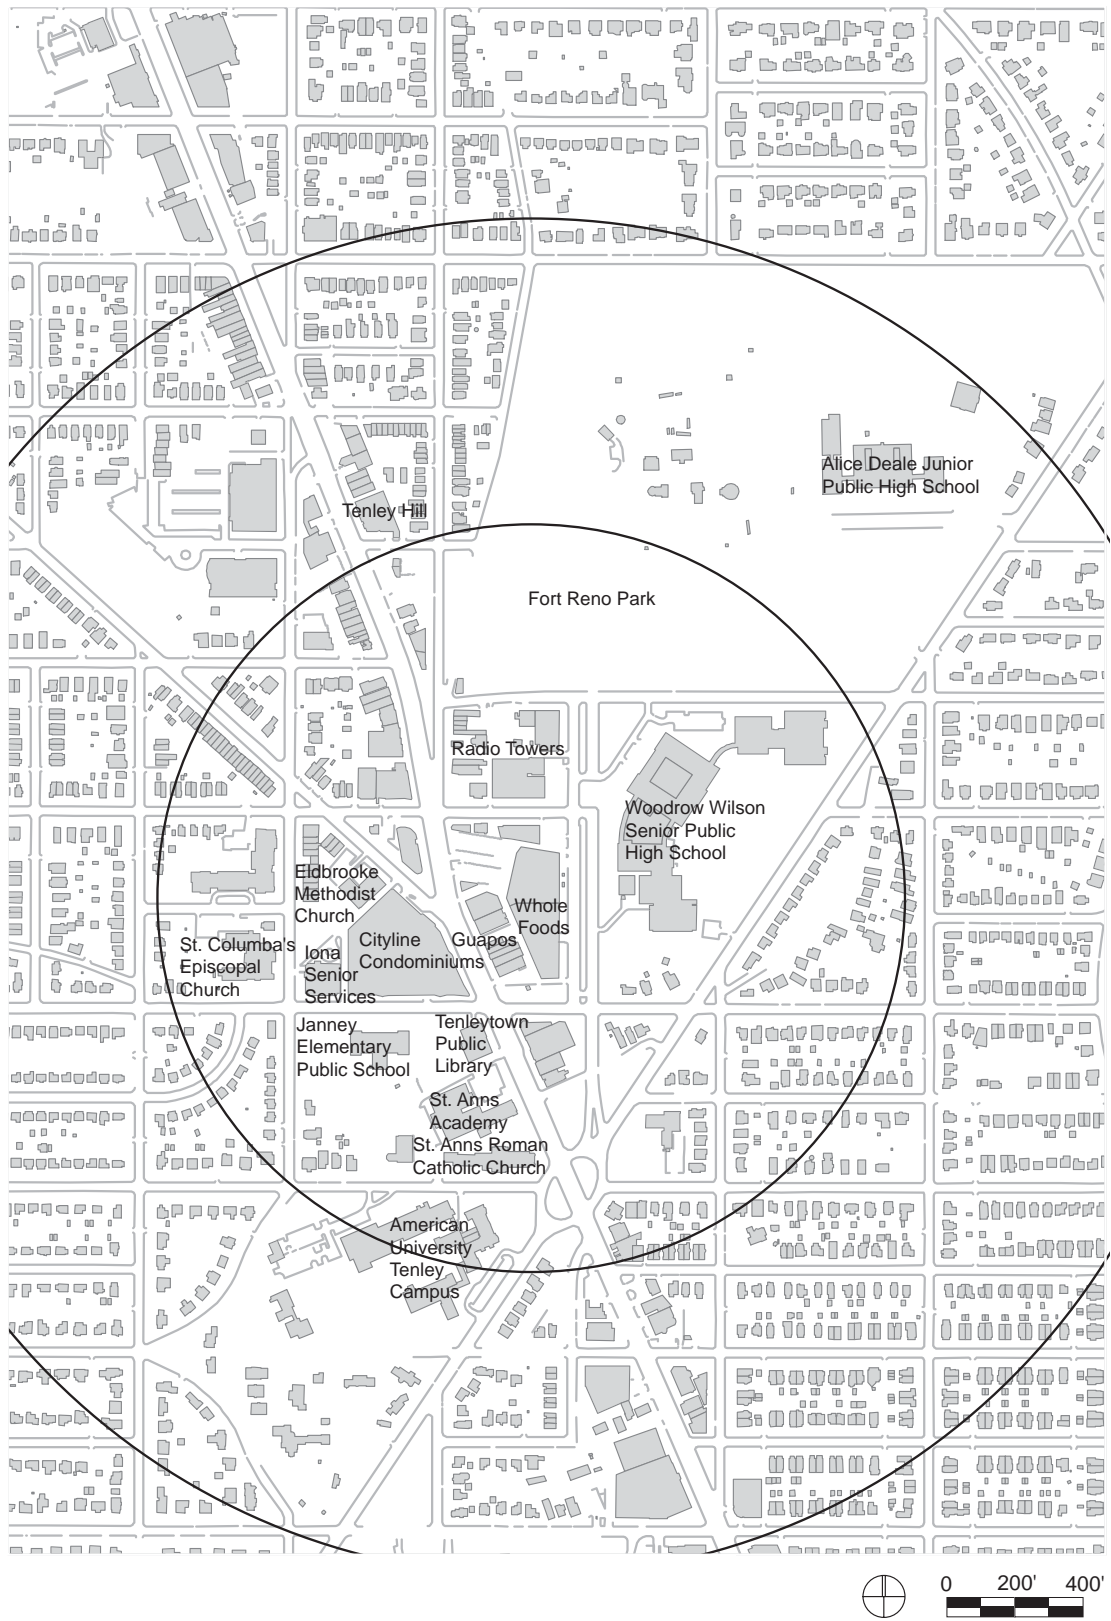 Alice Deale Junior
Public High School
Tenley Hill
Fort Reno Park
Radio Towers
Woodrow Wilson
Senior Public
High School
Eldbrooke
Methodist
Church
Whole
Foods
Cityline
Condominiums
Guapos
St. Columba's
Episcopal
Church
Iona
Senior
Services
Janney
Elementary
Public School
Tenleytown
Public
Library
St. Anns
Academy
St. Anns Roman
Catholic Church
American
University
Tenley
Campus
0 200' 400'